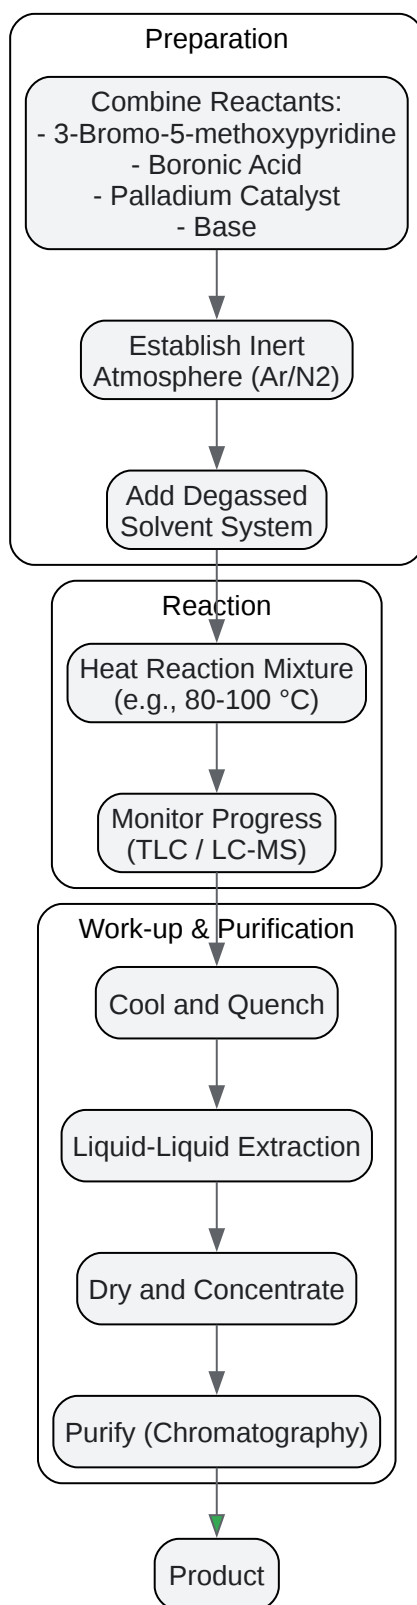 Preparation
Combine Reactants:
- 3-Bromo-5-methoxypyridine
- Boronic Acid
- Palladium Catalyst
- Base
Establish Inert
Atmosphere (Ar/N2)
Add Degassed
Solvent System
Reaction
Heat Reaction Mixture
(e.g., 80-100 °C)
Monitor Progress
(TLC / LC-MS)
Work-up & Purification
Cool and Quench
Liquid-Liquid Extraction
Dry and Concentrate
Purify (Chromatography)
Product